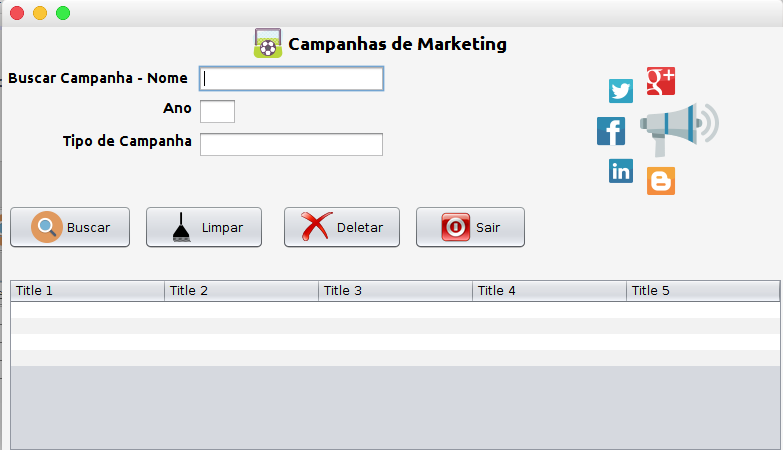 Campanhas de Marketing
Buscar Campanha - Nome
Ano
Tipo de Campanha
g+
f
in
Buscar Limpar Deletar Sair
Title 1 Title 2 Title 3 Title 4 Title 5